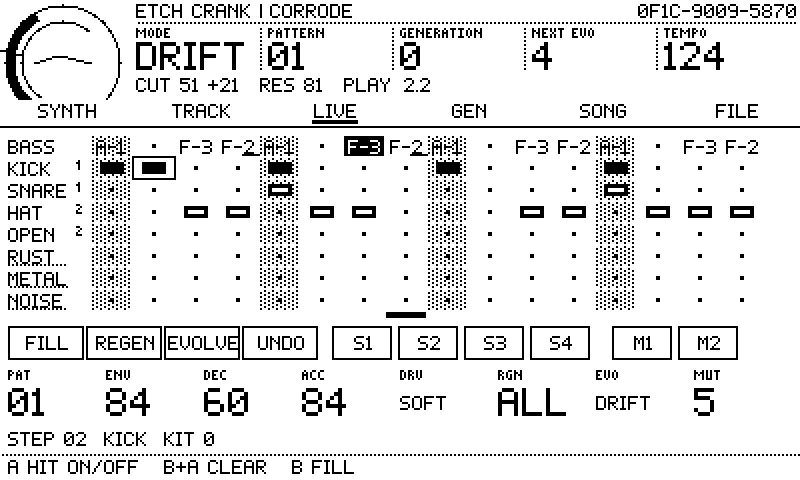 ETCH CRANK | CORRODE 0F1C-9009-5870
MODE PATTERN GENERATION NEXT EVO TEMPO
DRIFT 01 0 4 124
CUT 51 +21 RES 81 PLAY 2.2
SYNTH TRACK LIVE GEN SONG FILE
BASS A-1 F-3 F-2 A-1 F-3 F-2 A-1 F-3 F-2 A-1 F-3 F-2
KICK 1
SNARE 1
HAT 2
OPEN 2
RUST
METAL
NOISE
FILL REGEN EVOLVE UNDO S1 S2 S3 S4 M1 M2
PAT ENV DEC ACC DRV RGN EVO MUT
01 84 60 84 SOFT ALL DRIFT 5
STEP 02 KICK KIT 0
A HIT ON/OFF B+A CLEAR B FILL